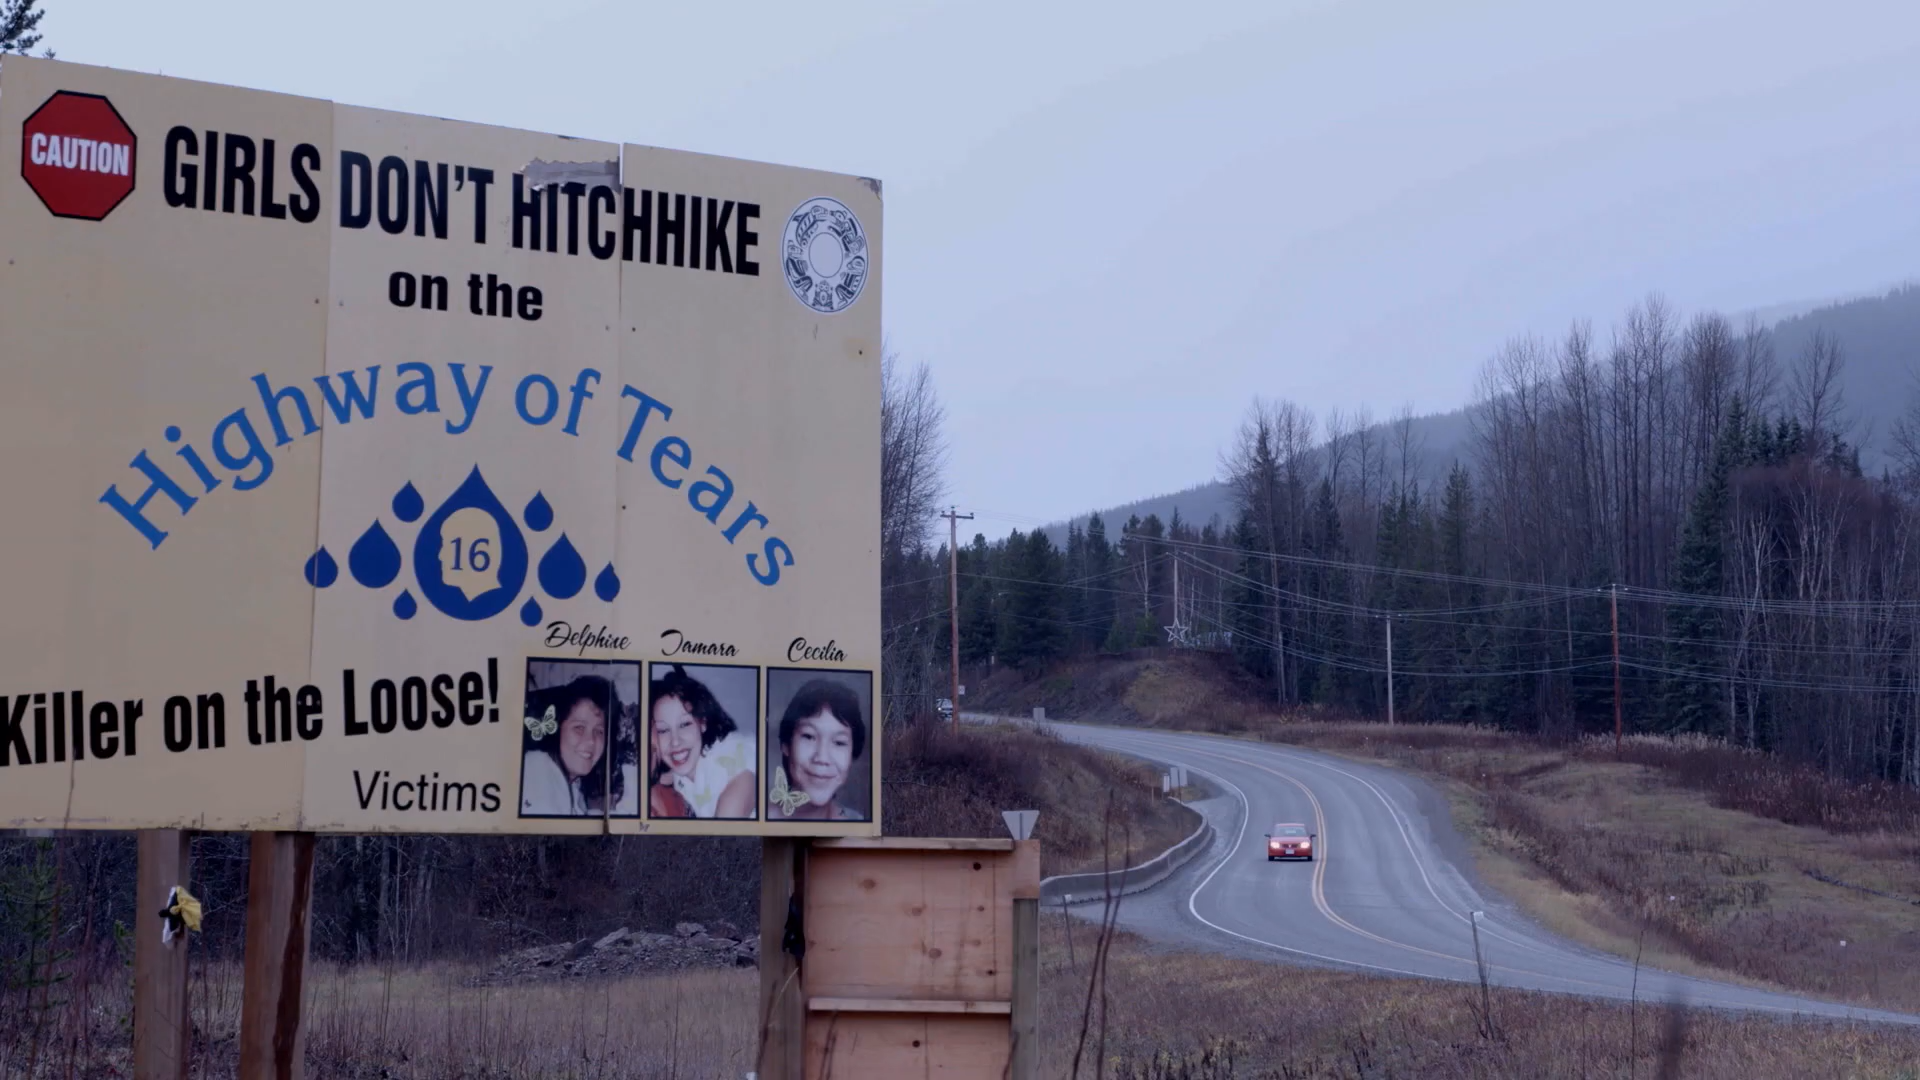 CAUTION
GIRLS DON'T HITCHHIKE
on the
Highway of Tears
16
Killer on the Loose!
Delphine Tamara Cecilia
Victims